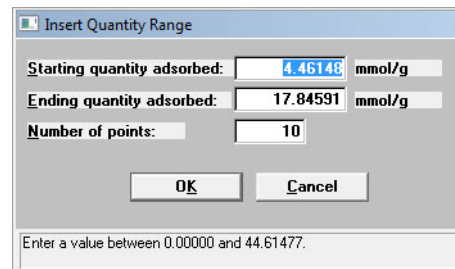 Insert Quantity Range
Starting quantity adsorbed: 4.46148 mmol/g
Ending quantity adsorbed: 17.84591 mmol/g
Number of points: 10
OK Cancel
Enter a value between 0.00000 and 44.61477.